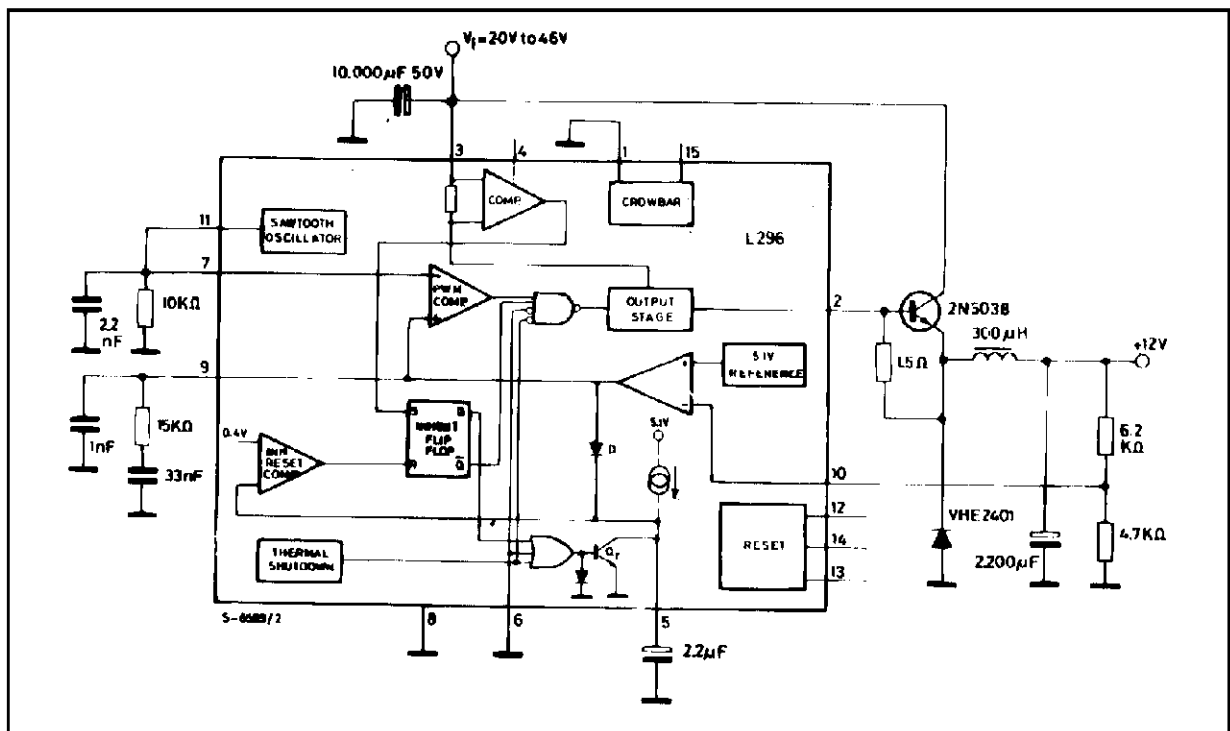 Vi=20V to 46V
10.000µF 50V
3
4
1
15
COMP
CROWBAR
L296
11
SAWTOOTH
OSCILLATOR
7
10KΩ
2.2
nF
PWM
COMP
OUTPUT
STAGE
2
2N5038
300µH
+12V
1.5Ω
9
5.1V
REFERENCE
15KΩ
1nF
33nF
0.4V
INH
RESET
COMP
S
Q
R
Q
INHIBIT
FLIP
FLOP
D
5.1V
6.2
KΩ
10
12
14
13
RESET
VHE2401
2.200µF
4.7KΩ
THERMAL
SHUTDOWN
Qr
8
6
5
2.2µF